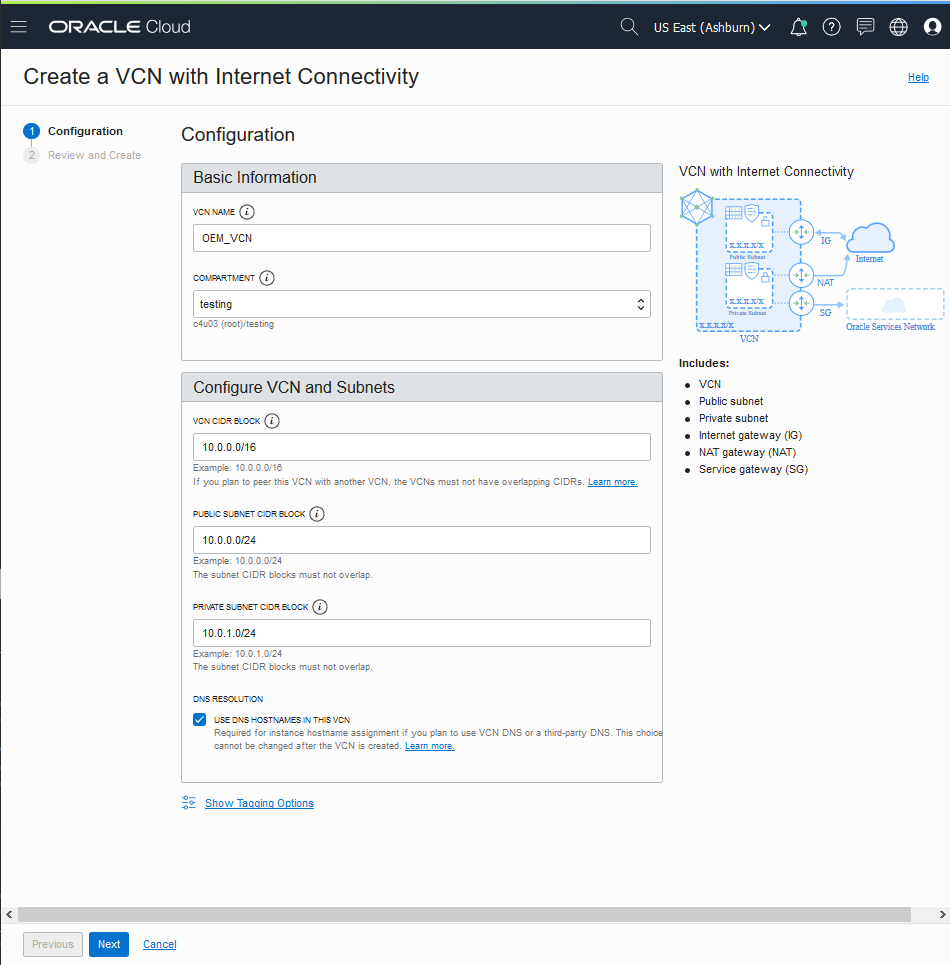 ORACLE Cloud
US East (Ashburn)
Create a VCN with Internet Connectivity
Help
1 Configuration
2 Review and Create
Configuration
Basic Information
VCN NAME
OEM_VCN
COMPARTMENT
testing
c4u03 (root)/testing
Configure VCN and Subnets
VCN CIDR BLOCK
10.0.0.0/16
Example: 10.0.0.0/16
If you plan to peer this VCN with another VCN, the VCNs must not have overlapping CIDRs. Learn more.
PUBLIC SUBNET CIDR BLOCK
10.0.0.0/24
Example: 10.0.0.0/24
The subnet CIDR blocks must not overlap.
PRIVATE SUBNET CIDR BLOCK
10.0.1.0/24
Example: 10.0.1.0/24
The subnet CIDR blocks must not overlap.
DNS RESOLUTION
USE DNS HOSTNAMES IN THIS VCN
Required for instance hostname assignment if you plan to use VCN DNS or a third-party DNS. This choice
cannot be changed after the VCN is created. Learn more.
Show Tagging Options
VCN with Internet Connectivity
X.X.X.X/X
Public Subnet
IG
Internet
NAT
X.X.X.X/X
Private Subnet
SG
X.X.X.X/X
Oracle Services Network
VCN
Includes:
VCN
Public subnet
Private subnet
Internet gateway (IG)
NAT gateway (NAT)
Service gateway (SG)
Previous
Next
Cancel